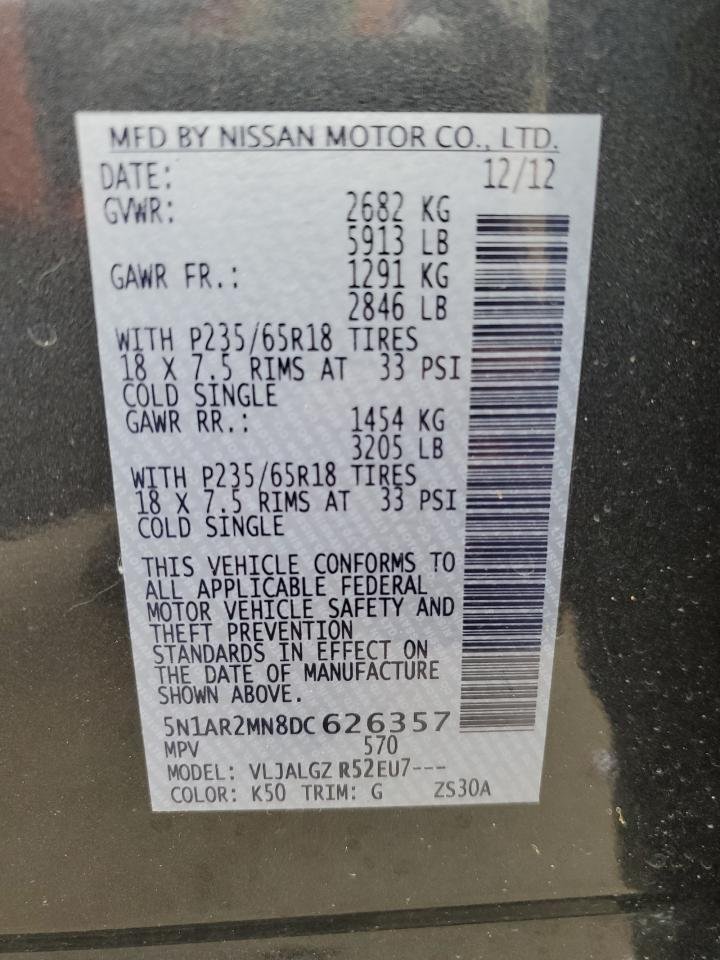 MFD BY NISSAN MOTOR CO., LTD.
DATE: 12/12
GVWR: 2682 KG
5913 LB
GAWR FR.: 1291 KG
2846 LB
WITH P235/65R18 TIRES
18 X 7.5 RIMS AT 33 PSI
COLD SINGLE
GAWR RR.: 1454 KG
3205 LB
WITH P235/65R18 TIRES
18 X 7.5 RIMS AT 33 PSI
COLD SINGLE
THIS VEHICLE CONFORMS TO
ALL APPLICABLE FEDERAL
MOTOR VEHICLE SAFETY AND
THEFT PREVENTION
STANDARDS IN EFFECT ON
THE DATE OF MANUFACTURE
SHOWN ABOVE.
5N1AR2MN8DC 626357
MPV 570
MODEL: VLJALGZ R52EU7---
COLOR: K50 TRIM: G ZS30A